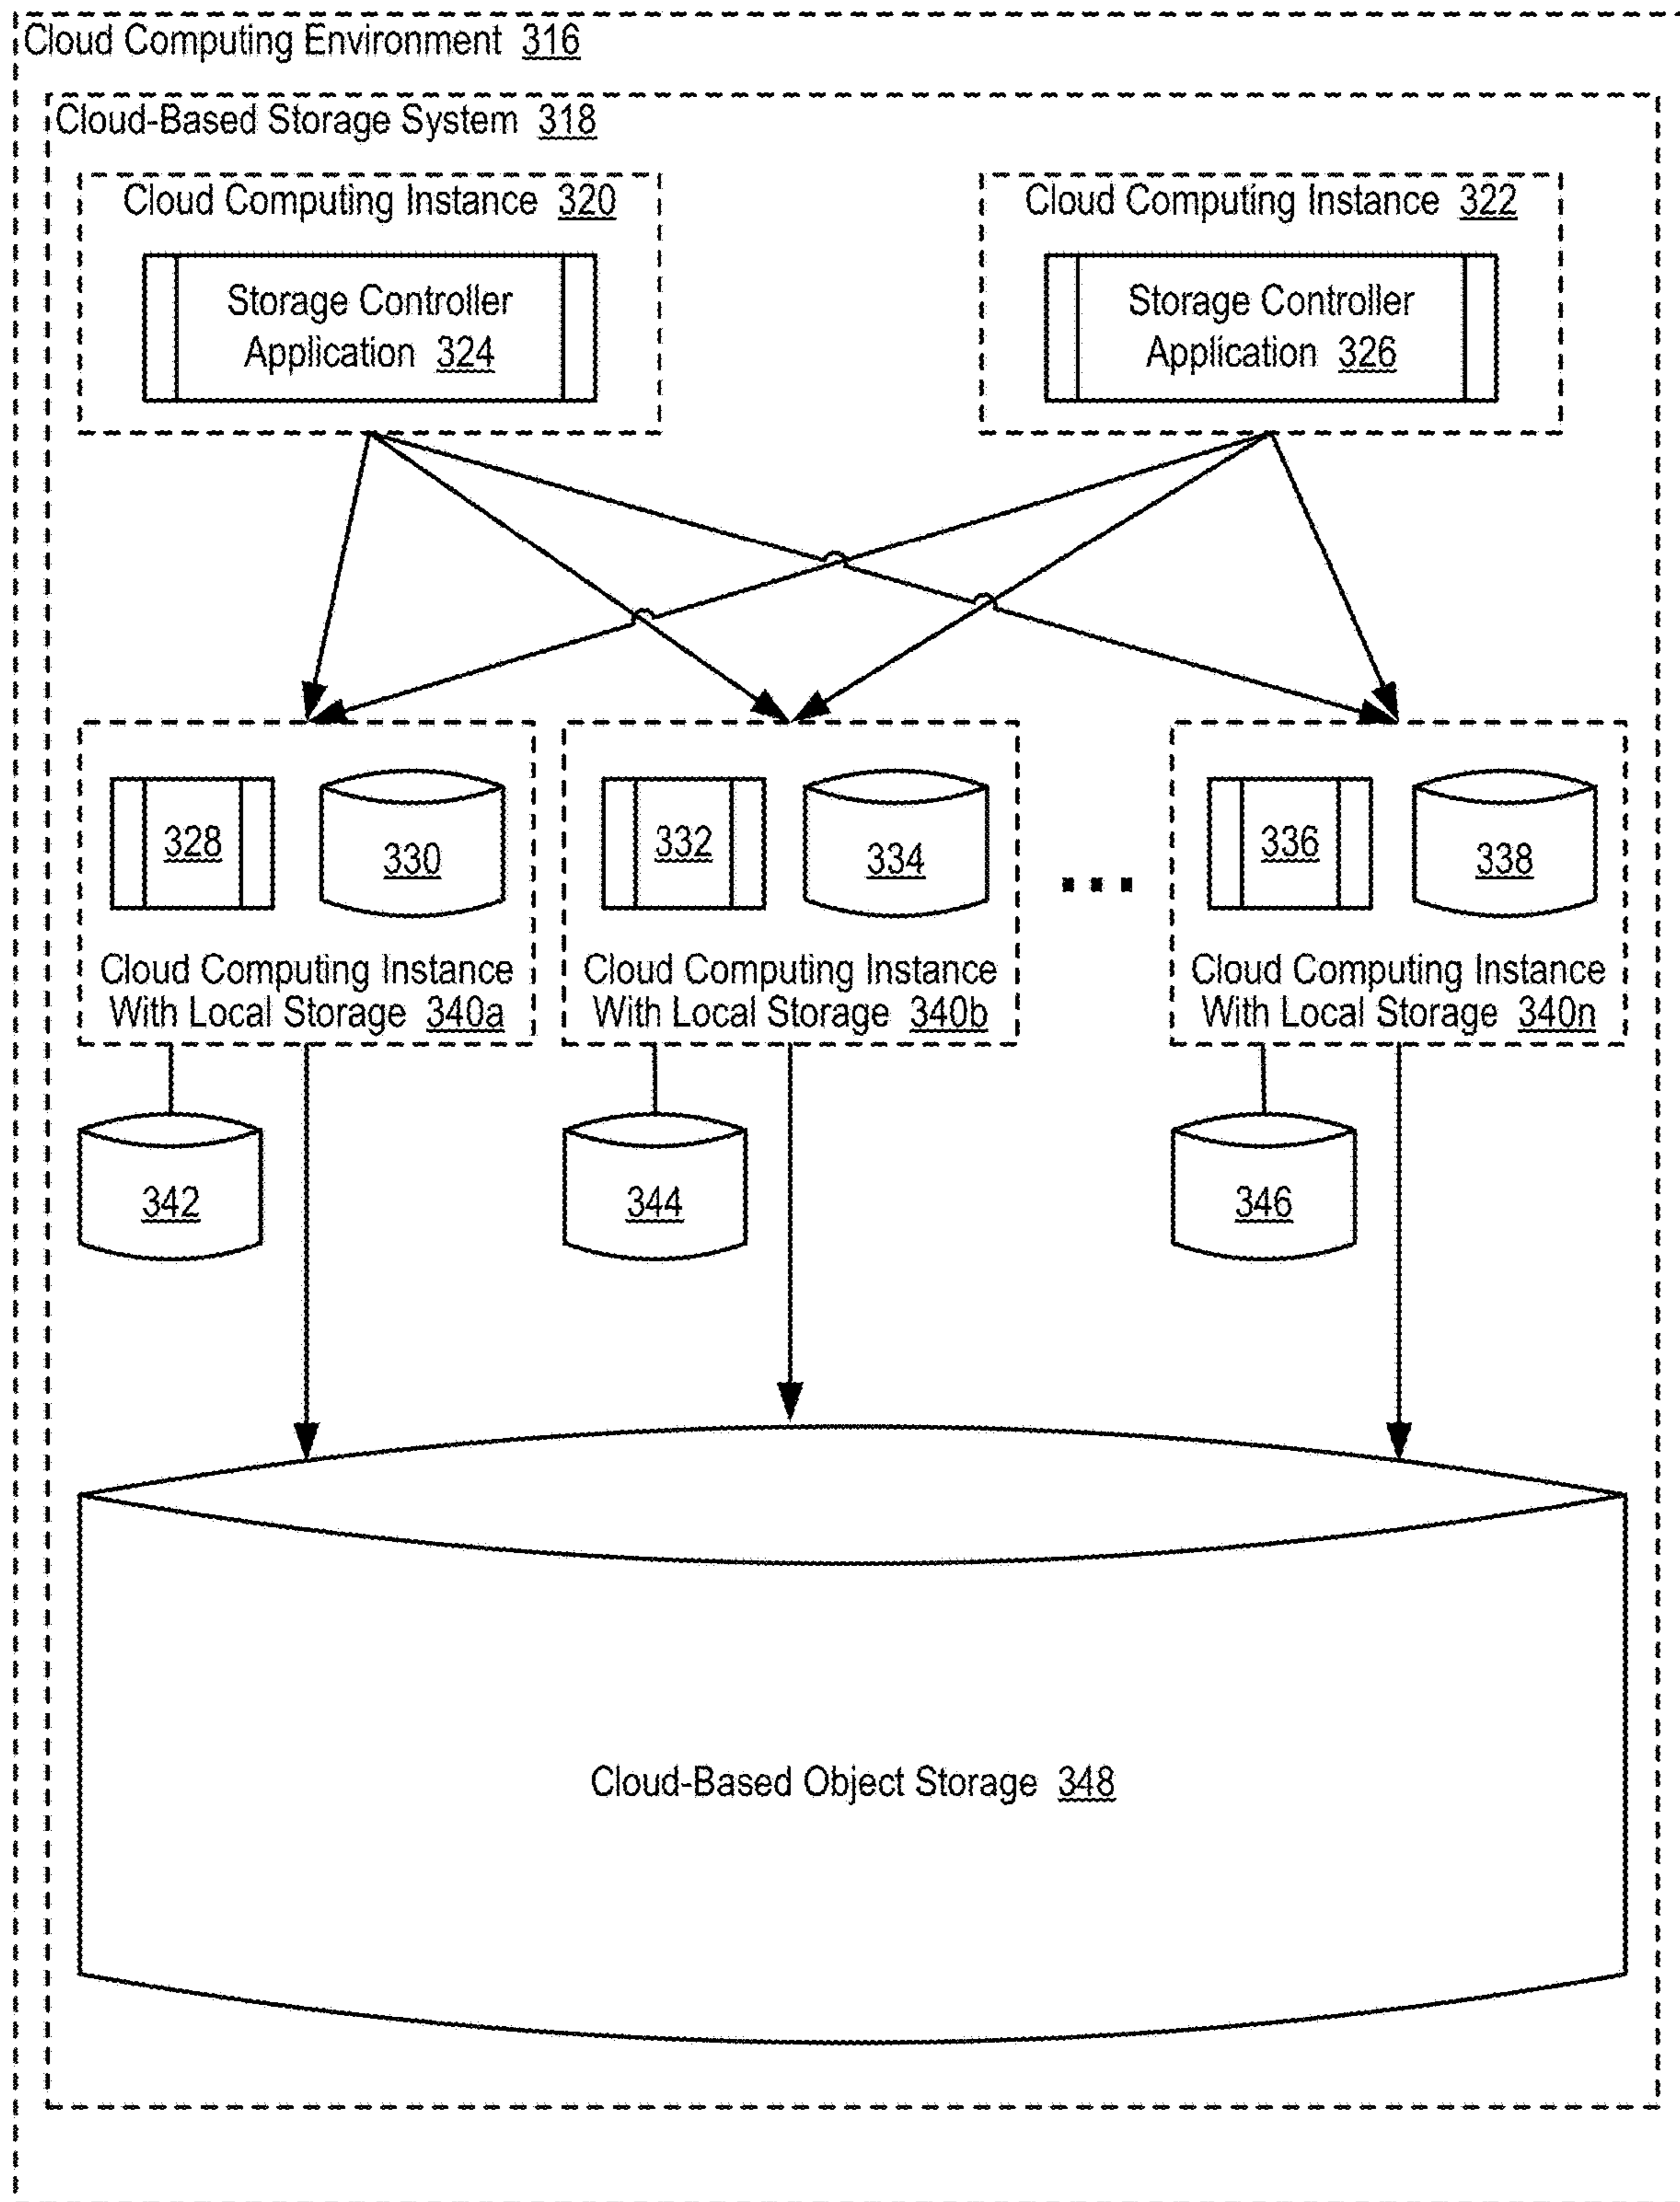 Cloud Computing Environment 316
Cloud-Based Storage System 318
Cloud Computing Instance 320
Storage Controller
Application 324
Cloud Computing Instance 322
Storage Controller
Application 326
328
330
Cloud Computing Instance
With Local Storage 340a
332
334
Cloud Computing Instance
With Local Storage 340b
...
336
338
Cloud Computing Instance
With Local Storage 340n
342
344
346
Cloud-Based Object Storage 348